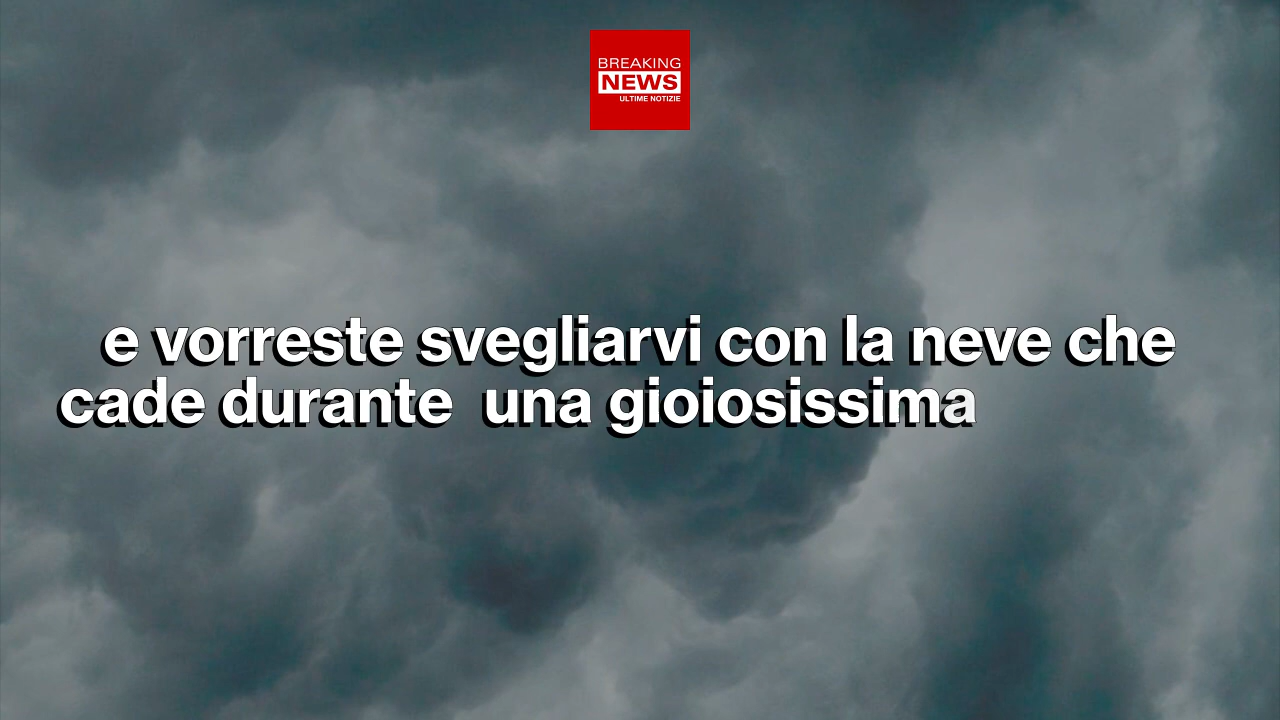 BREAKING
NEWS
ULTIME NOTIZIE
e vorreste svegliarvi con la neve che
cade durante una gioiosissima